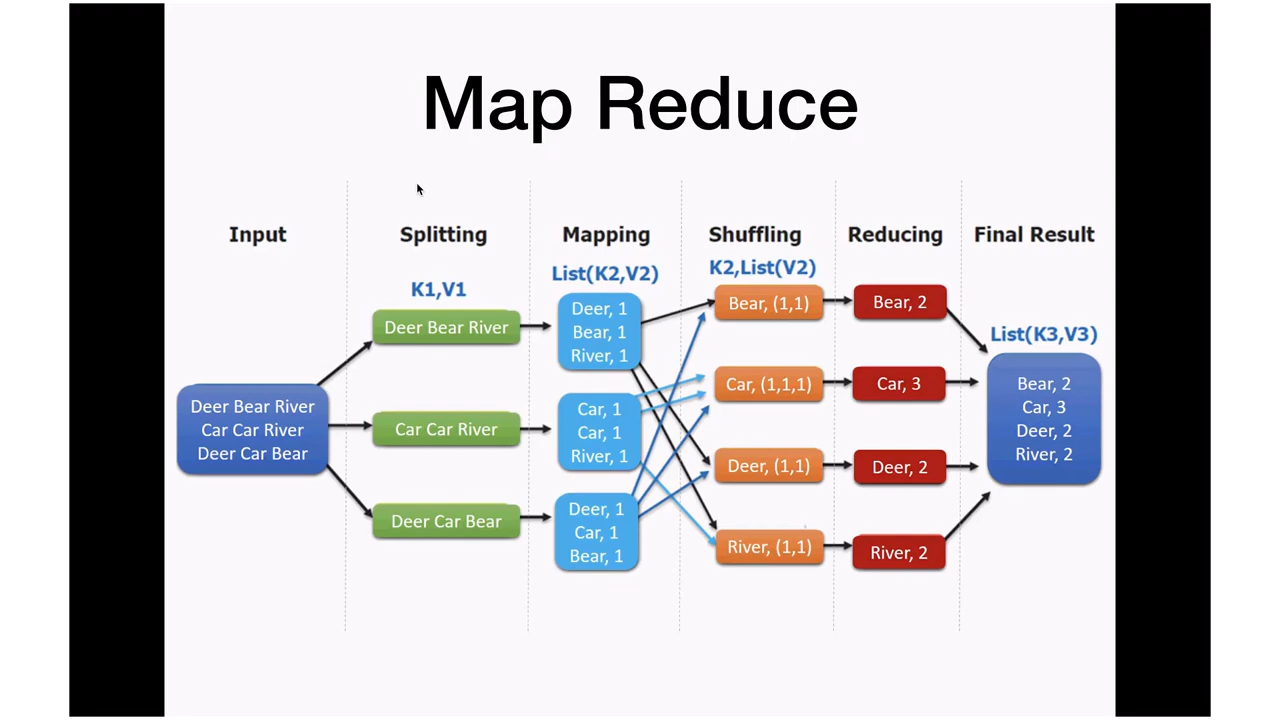 Map Reduce
Input
Splitting
Mapping
Shuffling
Reducing
Final Result
K1,V1
List(K2,V2)
K2,List(V2)
List(K3,V3)
Deer Bear River
Car Car River
Deer Car Bear
Deer Bear River
Car Car River
Deer Car Bear
Deer, 1
Bear, 1
River, 1
Car, 1
Car, 1
River, 1
Deer, 1
Car, 1
Bear, 1
Bear, (1,1)
Car, (1,1,1)
Deer, (1,1)
River, (1,1)
Bear, 2
Car, 3
Deer, 2
River, 2
Bear, 2
Car, 3
Deer, 2
River, 2